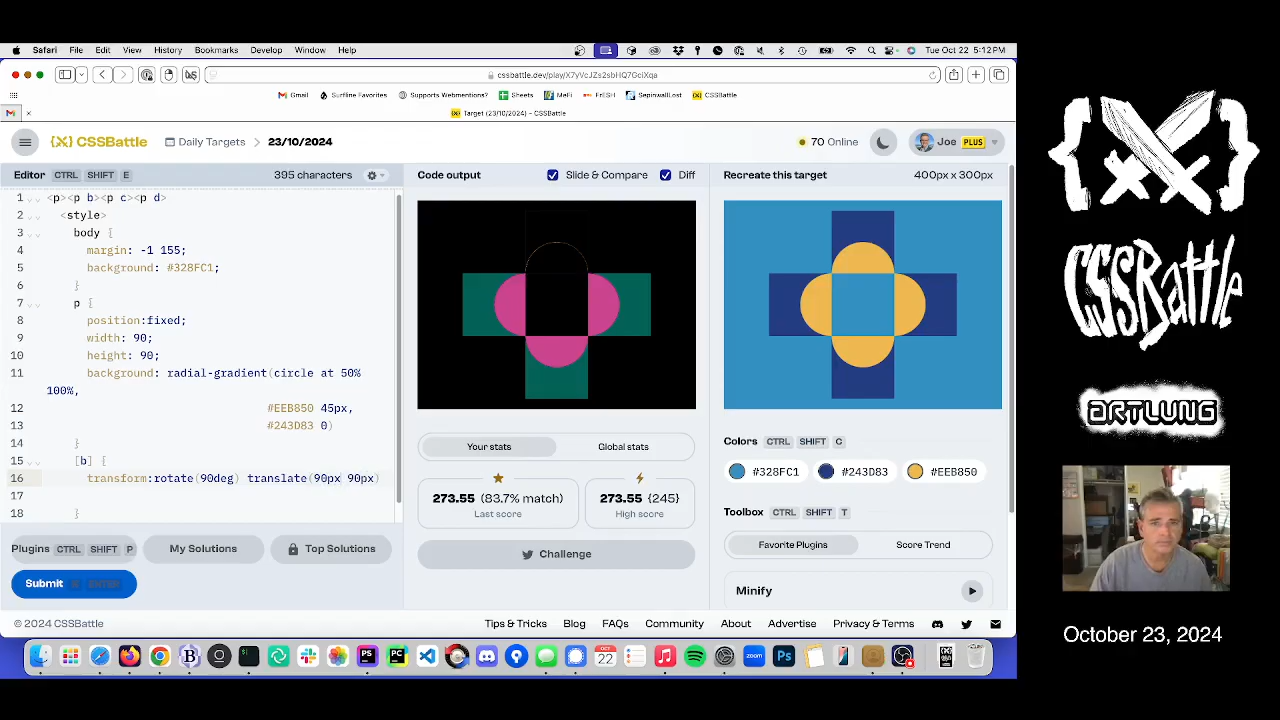 Safari File Edit View History Bookmarks Develop Window Help Tue Oct 22 5:12 PM
cssbattle.dev/play/X7yVcJZs2sbHQ7GciXqa
Gmail Surfline Favorites Supports Webmentions? Sheets MeFi FrESH SepinwallLost CSSBattle
Target (23/10/2024) – CSSBattle
CSSBattle Daily Targets 23/10/2024 70 Online Joe PLUS
Editor CTRL SHIFT E 395 characters
Code output Slide & Compare Diff
Recreate this target 400px x 300px
1 <p><p b><p c><p d>
2 <style>
3 body {
4 margin: -1 155;
5 background: #328FC1;
6 }
7 p {
8 position:fixed;
9 width: 90;
10 height: 90;
11 background: radial-gradient(circle at 50%
100%,
12 #EEB850 45px,
13 #243D83 0)
14 }
15 [b] {
16 transform:rotate(90deg) translate(90px 90px)
17
18 }
Your stats Global stats
273.55 (83.7% match)
Last score
273.55 {245}
High score
Challenge
Colors CTRL SHIFT C
#328FC1 #243D83 #EEB850
Toolbox CTRL SHIFT T
Favorite Plugins Score Trend
Minify
Plugins CTRL SHIFT P My Solutions Top Solutions
Submit
© 2024 CSSBattle Tips & Tricks Blog FAQs Community About Advertise Privacy & Terms
OCT
22
zoom
Ps
CSSBattle
ARTLUNG
October 23, 2024